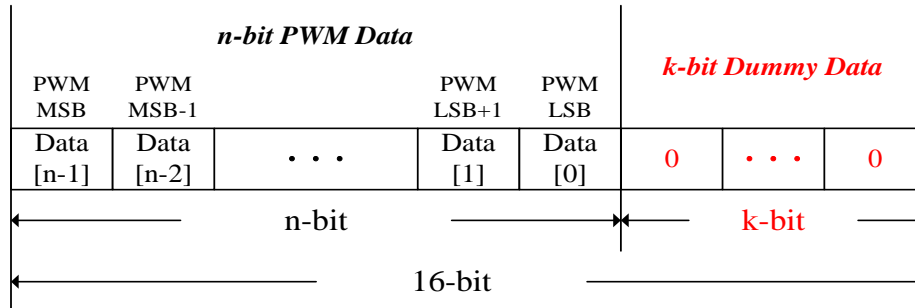 n-bit PWM Data
k-bit Dummy Data
PWM MSB
PWM MSB-1
PWM LSB+1
PWM LSB
Data [n-1]
Data [n-2]
· · ·
Data [1]
Data [0]
0
· · ·
0
n-bit
k-bit
16-bit